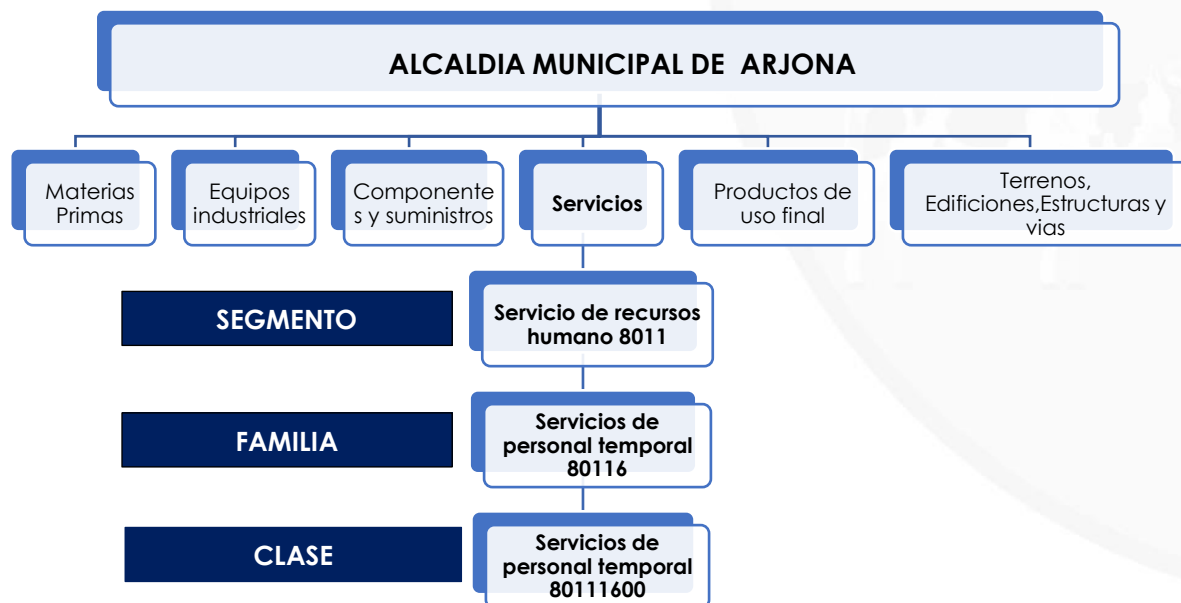 ALCALDIA MUNICIPAL DE ARJONA
Materias
Primas
Equipos
industriales
Componente
s y suministros
Servicios
Productos de
uso final
Terrenos,
Edificiones,Estructuras y
vias
SEGMENTO
Servicio de recursos
humano 8011
FAMILIA
Servicios de
personal temporal
80116
CLASE
Servicios de
personal temporal
80111600